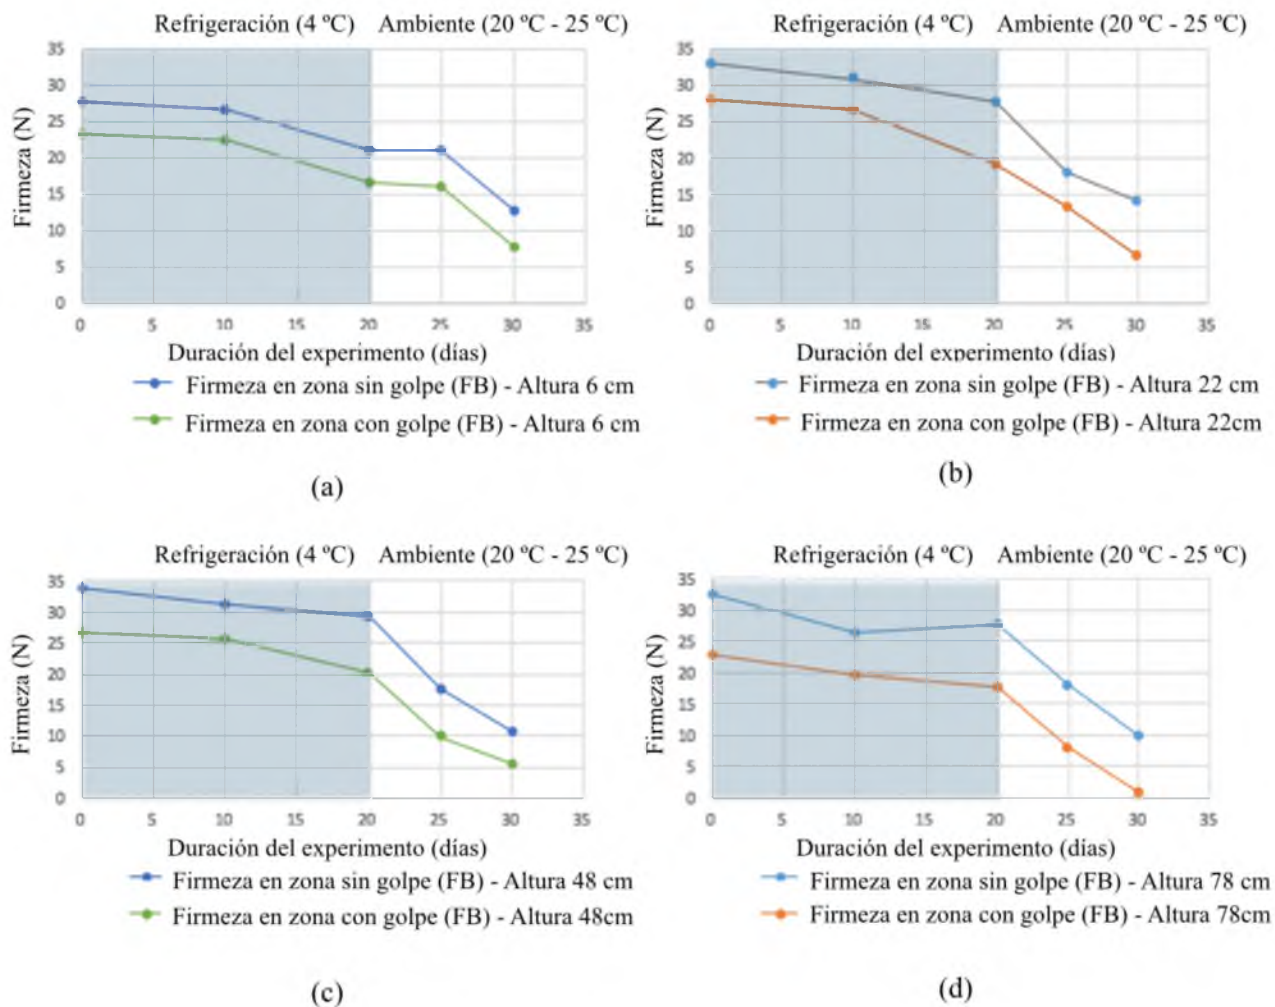 Refrigeración (4 ºC) Ambiente (20 ºC - 25 ºC)
Firmeza (N)
35
30
25
20
15
10
5
0
0 5 10 15 20 25 30 35
Duración del experimento (días)
Firmeza en zona sin golpe (FB) - Altura 6 cm
Firmeza en zona con golpe (FB) - Altura 6 cm
(a)
Refrigeración (4 ºC) Ambiente (20 ºC - 25 ºC)
Firmeza (N)
35
30
25
20
15
10
5
0
0 5 10 15 20 25 30 35
Duración del experimento (días)
Firmeza en zona sin golpe (FB) - Altura 22 cm
Firmeza en zona con golpe (FB) - Altura 22cm
(b)
Refrigeración (4 ºC) Ambiente (20 ºC - 25 ºC)
Firmeza (N)
35
30
25
20
15
10
5
0
0 5 10 15 20 25 30 35
Duración del experimento (días)
Firmeza en zona sin golpe (FB) - Altura 48 cm
Firmeza en zona con golpe (FB) - Altura 48cm
(c)
Refrigeración (4 ºC) Ambiente (20 ºC - 25 ºC)
Firmeza (N)
35
30
25
20
15
10
5
0
0 5 10 15 20 25 30 35
Duración del experimento (días)
Firmeza en zona sin golpe (FB) - Altura 78 cm
Firmeza en zona con golpe (FB) - Altura 78cm
(d)